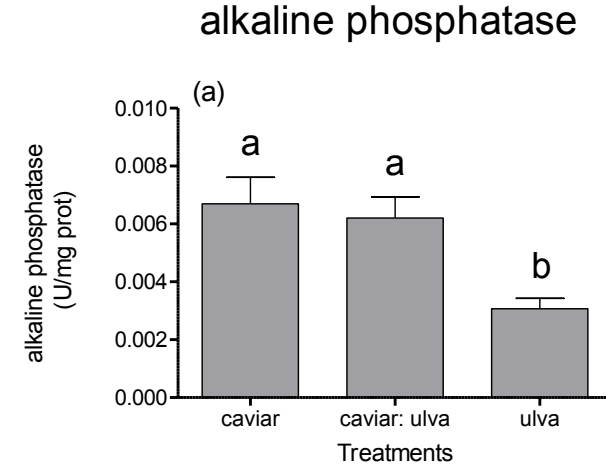 alkaline phosphatase
(a)
alkaline phosphatase
(U/mg prot)
0.010
0.008
0.006
0.004
0.002
0.000
a
a
b
caviar
caviar: ulva
ulva
Treatments